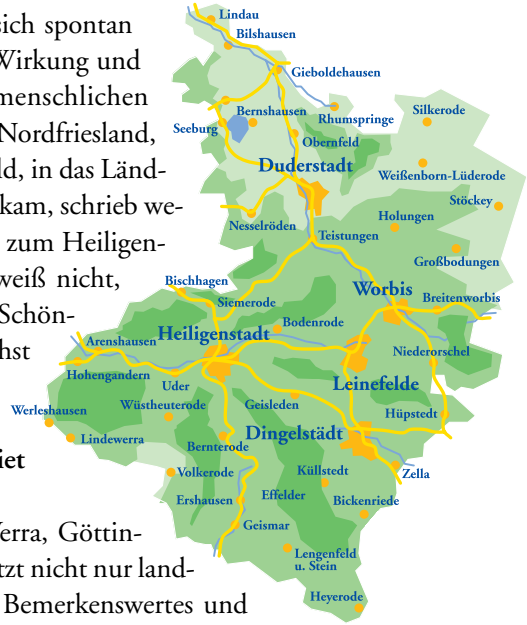 sich spontan
Wirkung und
menschlichen
Nordfriesland,
ld, in das Länd-
kam, schrieb we-
zum Heiligen-
weiß nicht,
Schön-
hst
iet
Werra, Göttin-
tzt nicht nur land-
Bemerkenswertes und
Lindau
Bilshausen
Gieboldehausen
Bernshausen
Rhumspringe
Silkerode
Seeburg
Obernfeld
Duderstadt
Weißenborn-Lüderode
Stöckey
Holungen
Nesselröden
Teistungen
Großbodungen
Bischhagen
Worbis
Siemerode
Breitenworbis
Bodenrode
Heiligenstadt
Arenshausen
Niederorschel
Hohengandern
Uder
Leinefelde
Werleshausen
Wüstheuterode
Geisleden
Hüpstedt
Lindewerra
Dingelstädt
Bernterode
Volkerode
Küllstedt
Zella
Ershausen
Effelder
Bickenriede
Geismar
Lengenfeld
u. Stein
Heyerode